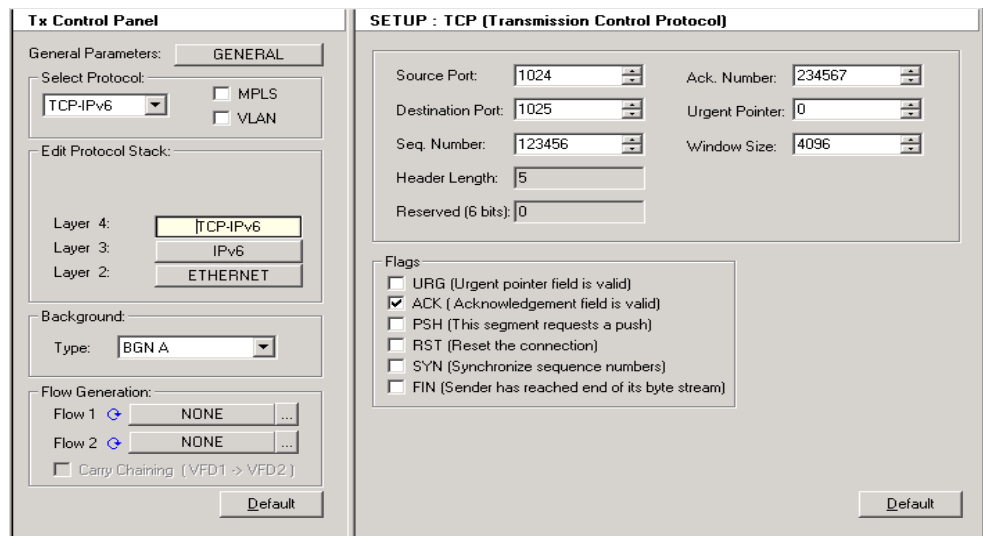 Tx Control Panel
General Parameters: GENERAL
Select Protocol:
TCP-IPv6
MPLS
VLAN
Edit Protocol Stack:
Layer 4: TCP-IPv6
Layer 3: IPv6
Layer 2: ETHERNET
Background:
Type: BGN A
Flow Generation:
Flow 1 NONE ...
Flow 2 NONE ...
Carry Chaining (VFD1 -> VFD2)
Default
SETUP : TCP (Transmission Control Protocol)
Source Port: 1024
Ack. Number: 234567
Destination Port: 1025
Urgent Pointer: 0
Seq. Number: 123456
Window Size: 4096
Header Length: 5
Reserved (6 bits): 0
Flags
URG (Urgent pointer field is valid)
ACK ( Acknowledgement field is valid)
PSH (This segment requests a push)
RST (Reset the connection)
SYN (Synchronize sequence numbers)
FIN (Sender has reached end of its byte stream)
Default